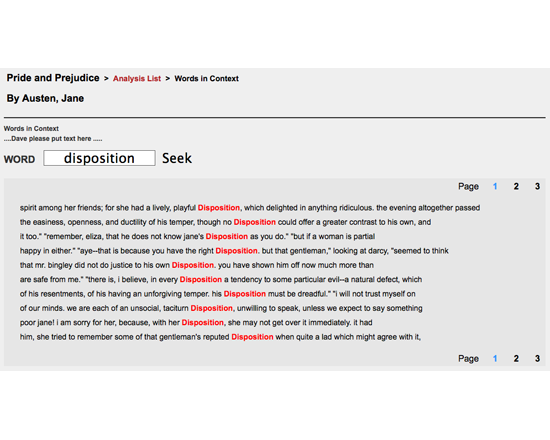 Pride and Prejudice > Analysis List > Words in Context
By Austen, Jane
Words in Context
....Dave please put text here .....
WORD disposition Seek
Page 1 2 3
spirit among her friends; for she had a lively, playful Disposition, which delighted in anything ridiculous. the evening altogether passed
the easiness, openness, and ductility of his temper, though no Disposition could offer a greater contrast to his own, and
it too." "remember, eliza, that he does not know jane's Disposition as you do." "but if a woman is partial
happy in either." "aye--that is because you have the right Disposition. but that gentleman," looking at darcy, "seemed to think
that mr. bingley did not do justice to his own Disposition. you have shown him off now much more than
are safe from me." "there is, i believe, in every Disposition a tendency to some particular evil--a natural defect, which
of his resentments, of his having an unforgiving temper. his Disposition must be dreadful." "i will not trust myself on
of our minds. we are each of an unsocial, taciturn Disposition, unwilling to speak, unless we expect to say something
poor jane! i am sorry for her, because, with her Disposition, she may not get over it immediately. it had
him, she tried to remember some of that gentleman's reputed Disposition when quite a lad which might agree with it,
Page 1 2 3